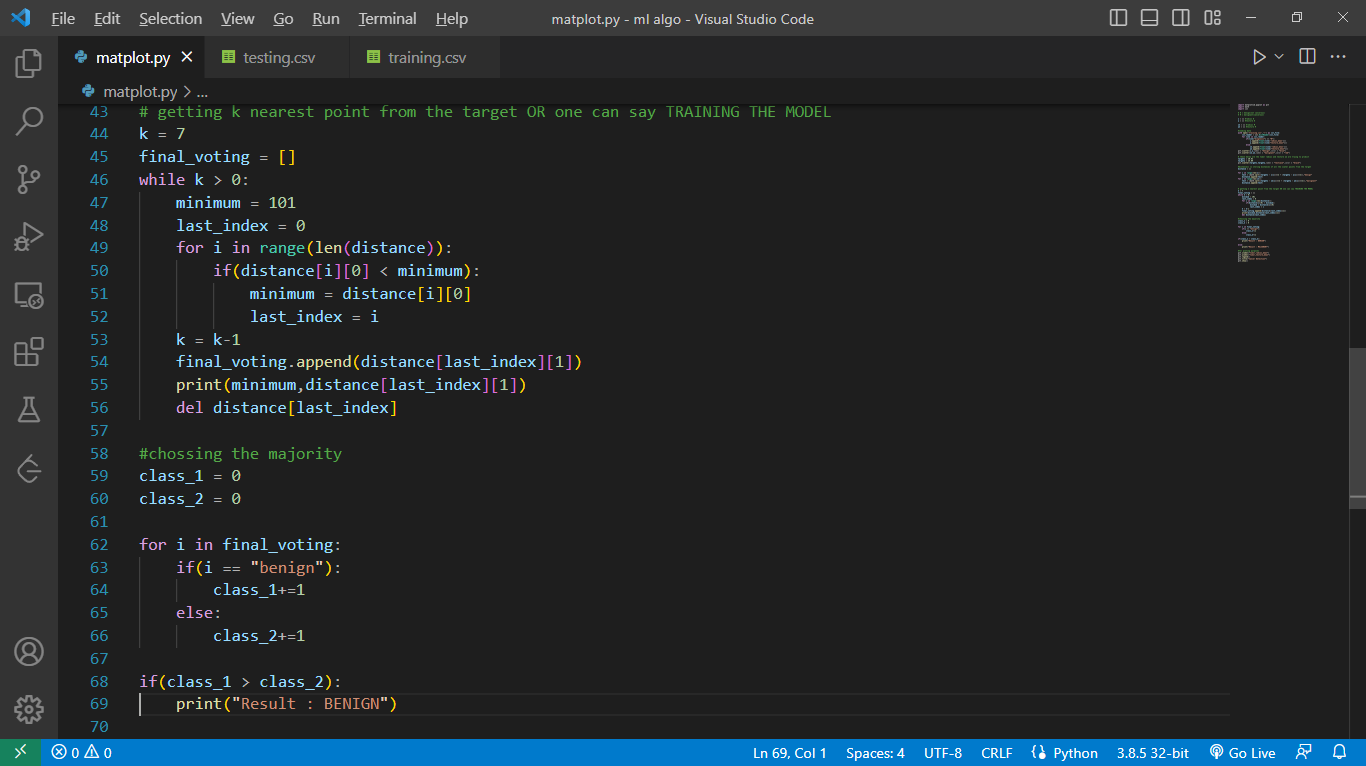 File Edit Selection View Go Run Terminal Help matplot.py - ml algo - Visual Studio Code
matplot.py testing.csv training.csv
matplot.py > ...
43 # getting k nearest point from the target OR one can say TRAINING THE MODEL
44 k = 7
45 final_voting = []
46 while k > 0:
47     minimum = 101
48     last_index = 0
49     for i in range(len(distance)):
50         if(distance[i][0] < minimum):
51             minimum = distance[i][0]
52             last_index = i
53     k = k-1
54     final_voting.append(distance[last_index][1])
55     print(minimum,distance[last_index][1])
56     del distance[last_index]
57
58 #chossing the majority
59 class_1 = 0
60 class_2 = 0
61
62 for i in final_voting:
63     if(i == "benign"):
64         class_1+=1
65     else:
66         class_2+=1
67
68 if(class_1 > class_2):
69     print("Result : BENIGN")
70
0 0 Ln 69, Col 1 Spaces: 4 UTF-8 CRLF Python 3.8.5 32-bit Go Live